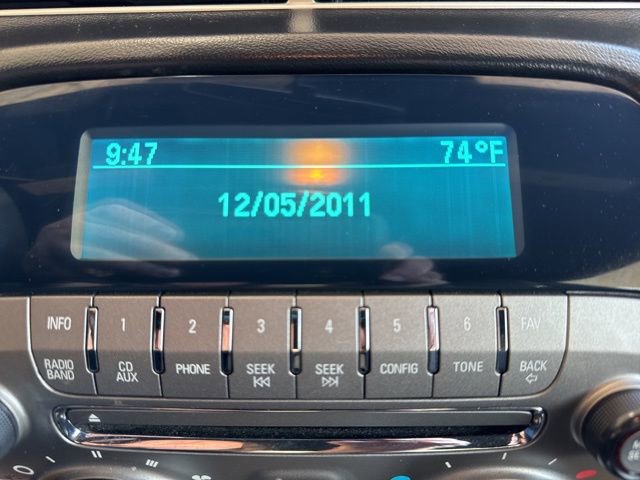 9:47 74°F
12/05/2011
INFO 1 2 3 4 5 6 FAV
RADIO BAND CD AUX PHONE SEEK SEEK CONFIG TONE BACK